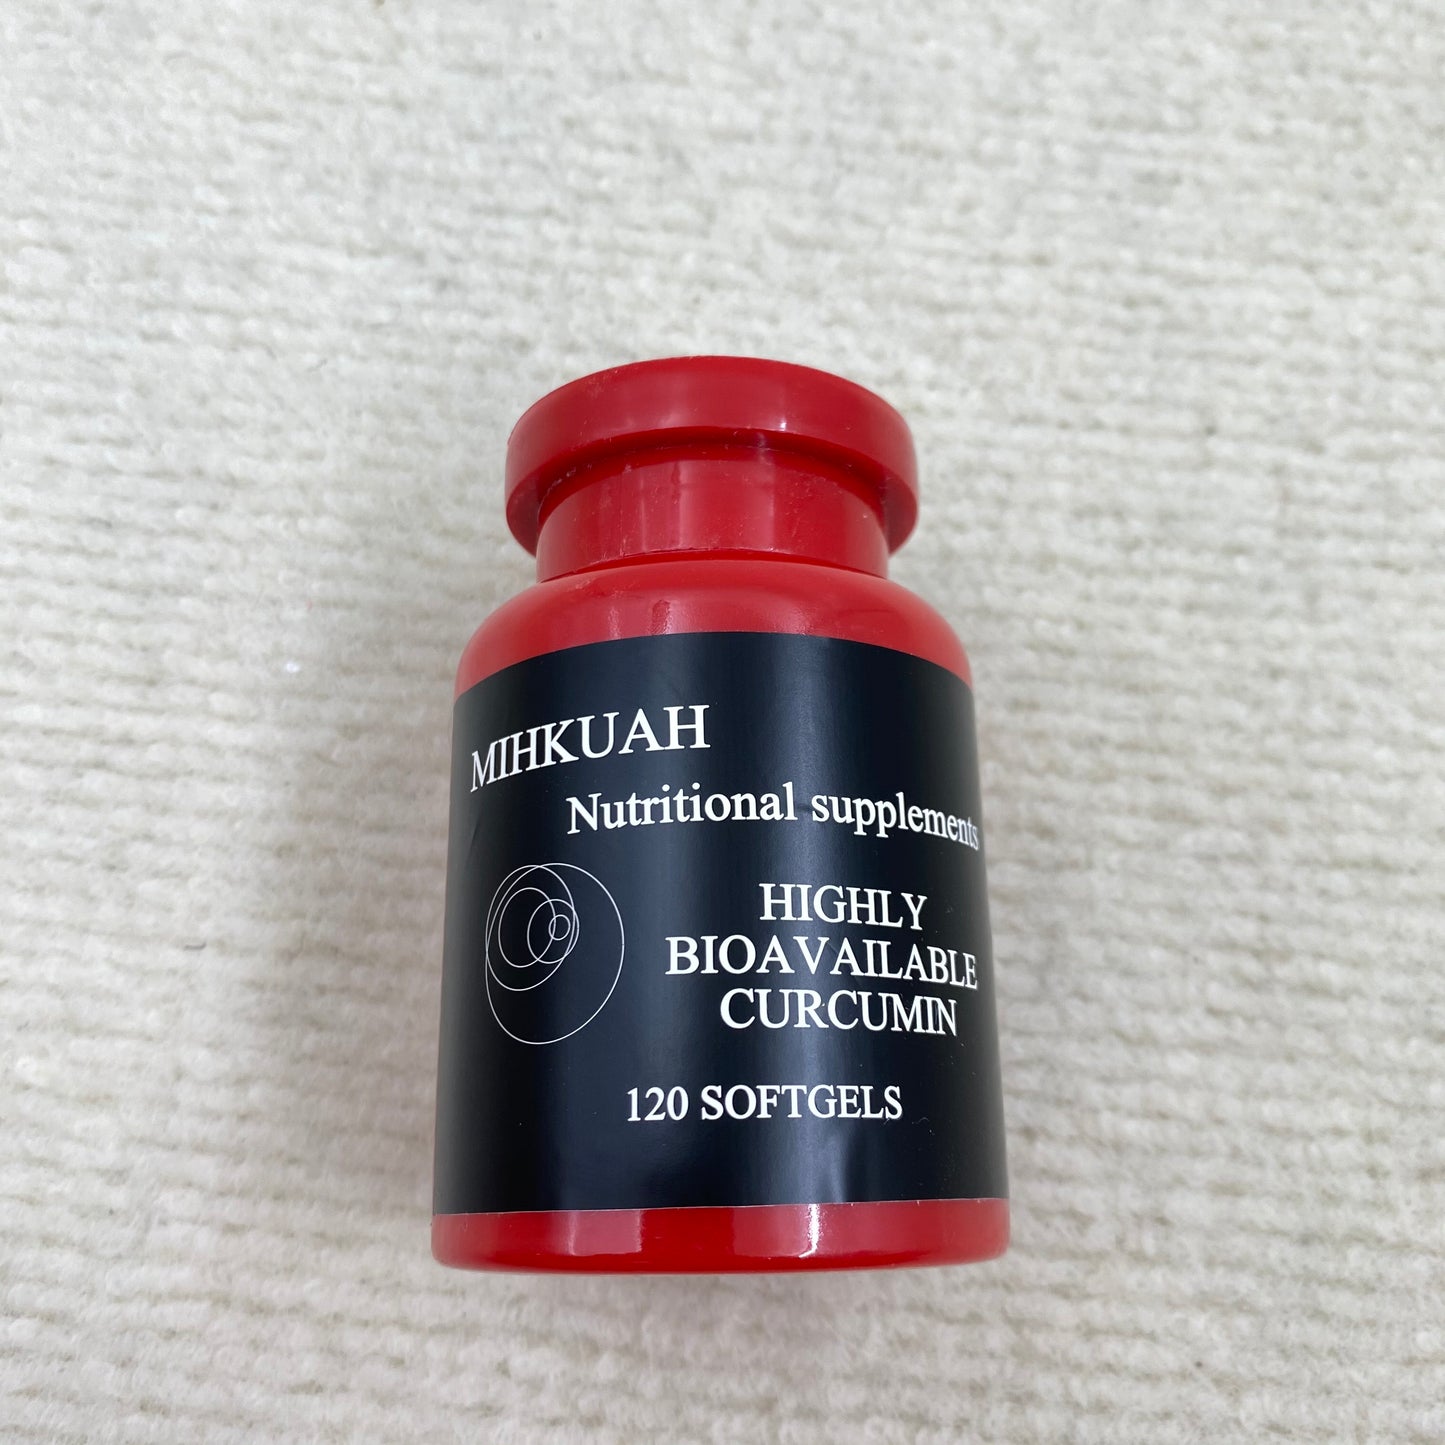 MIHKUAH
Nutritional supplements
HIGHLY
BIOAVAILABLE
CURCUMIN
120 SOFTGELS